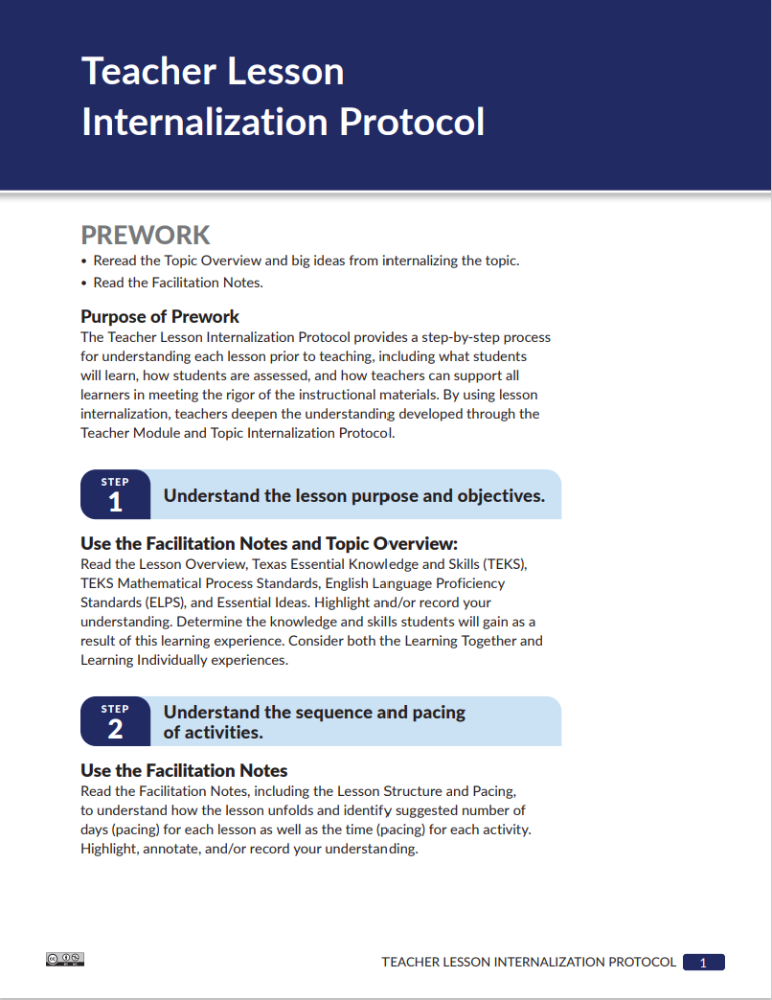 Teacher Lesson
Internalization Protocol
PREWORK
• Reread the Topic Overview and big ideas from internalizing the topic.
• Read the Facilitation Notes.
Purpose of Prework
The Teacher Lesson Internalization Protocol provides a step-by-step process
for understanding each lesson prior to teaching, including what students
will learn, how students are assessed, and how teachers can support all
learners in meeting the rigor of the instructional materials. By using lesson
internalization, teachers deepen the understanding developed through the
Teacher Module and Topic Internalization Protocol.
STEP
1
Understand the lesson purpose and objectives.
Use the Facilitation Notes and Topic Overview:
Read the Lesson Overview, Texas Essential Knowledge and Skills (TEKS),
TEKS Mathematical Process Standards, English Language Proficiency
Standards (ELPS), and Essential Ideas. Highlight and/or record your
understanding. Determine the knowledge and skills students will gain as a
result of this learning experience. Consider both the Learning Together and
Learning Individually experiences.
STEP
2
Understand the sequence and pacing
of activities.
Use the Facilitation Notes
Read the Facilitation Notes, including the Lesson Structure and Pacing,
to understand how the lesson unfolds and identify suggested number of
days (pacing) for each lesson as well as the time (pacing) for each activity.
Highlight, annotate, and/or record your understanding.
TEACHER LESSON INTERNALIZATION PROTOCOL 1